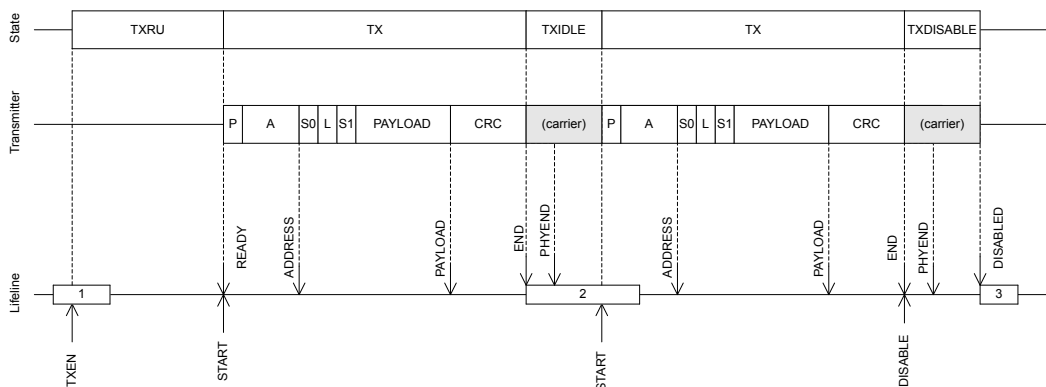 State
TXRU
TX
TXIDLE
TX
TXDISABLE
Transmitter
P
A
S0
L
S1
PAYLOAD
CRC
(carrier)
P
A
S0
L
S1
PAYLOAD
CRC
(carrier)
READY
ADDRESS
PAYLOAD
END
PHYEND
ADDRESS
PAYLOAD
END
PHYEND
DISABLED
Lifeline
1
2
3
TXEN
START
START
DISABLE